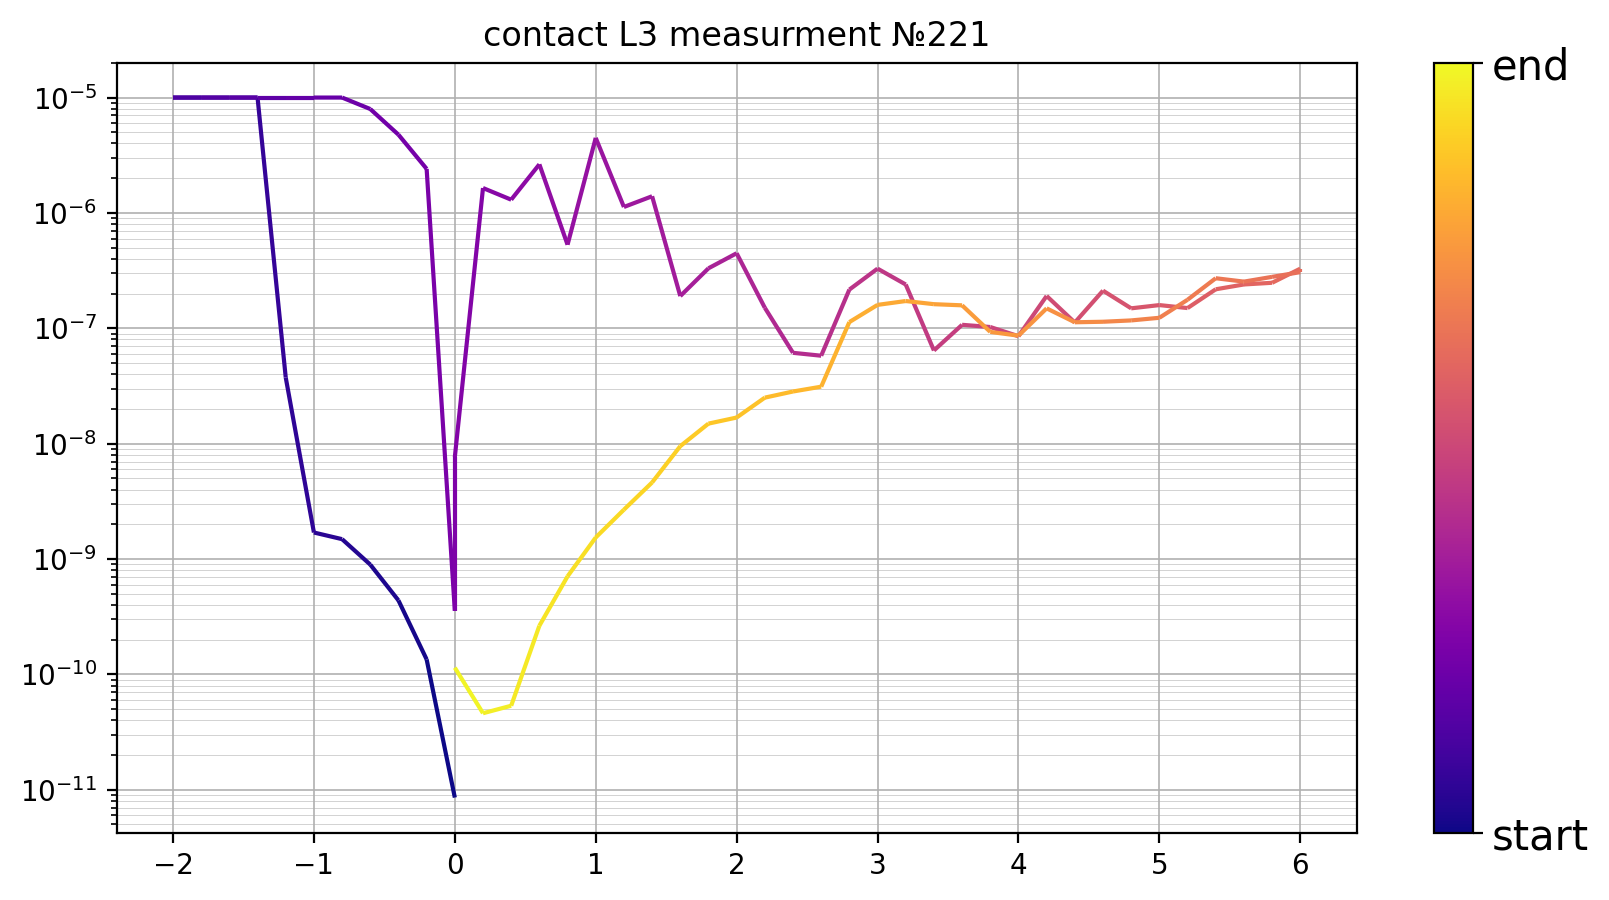 contact L3 measurment №221
end
10⁻⁵
10⁻⁶
10⁻⁷
10⁻⁸
10⁻⁹
10⁻¹⁰
10⁻¹¹
start
−2 −1 0 1 2 3 4 5 6